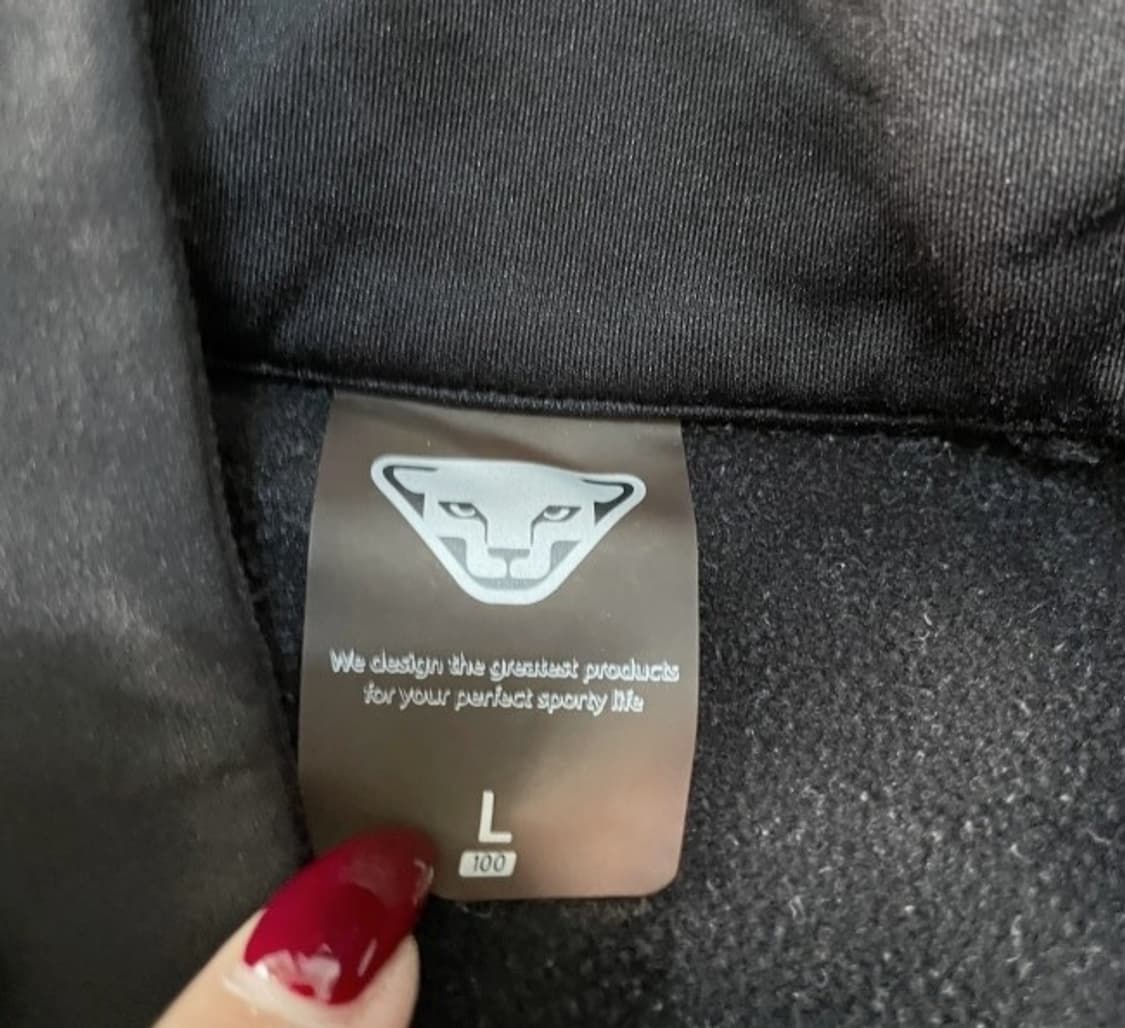 We design the greatest products
for your perfect sporty life
L
100